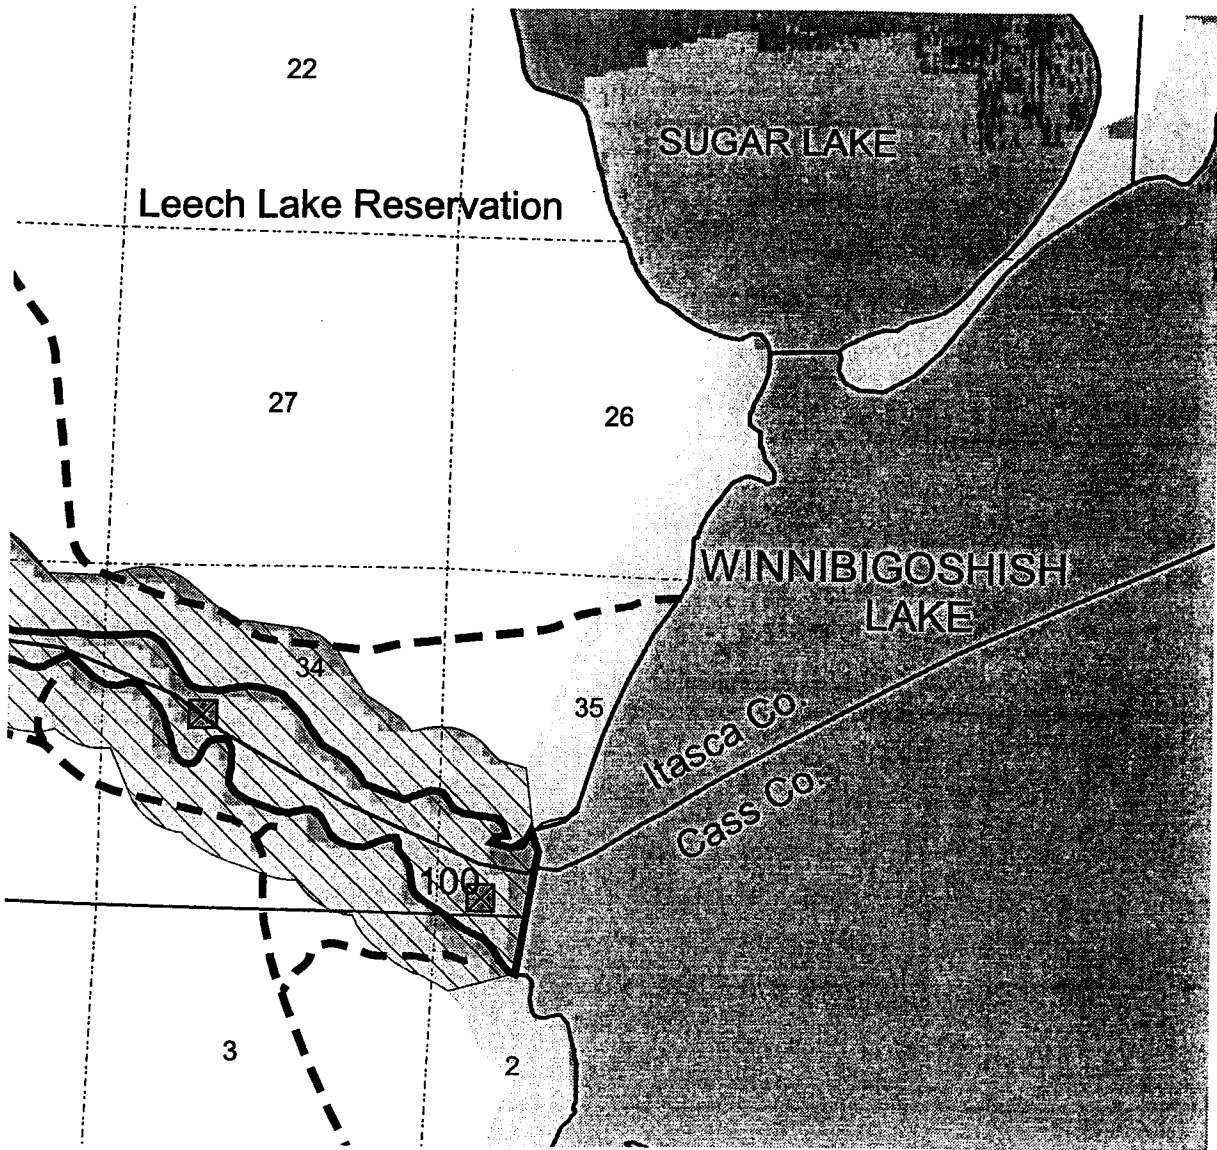 22
SUGAR LAKE
Leech Lake Reservation
27
26
WINNIBIGOSHISH
LAKE
34
35
Itasca Co.
Cass Co.
100
3
2